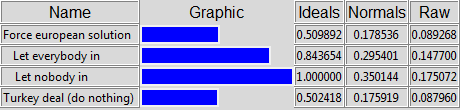 Name Graphic Ideals Normals Raw
Force european solution 0.509892 0.178536 0.089268
Let everybody in 0.843654 0.295401 0.147700
Let nobody in 1.000000 0.350144 0.175072
Turkey deal (do nothing) 0.502418 0.175919 0.087960